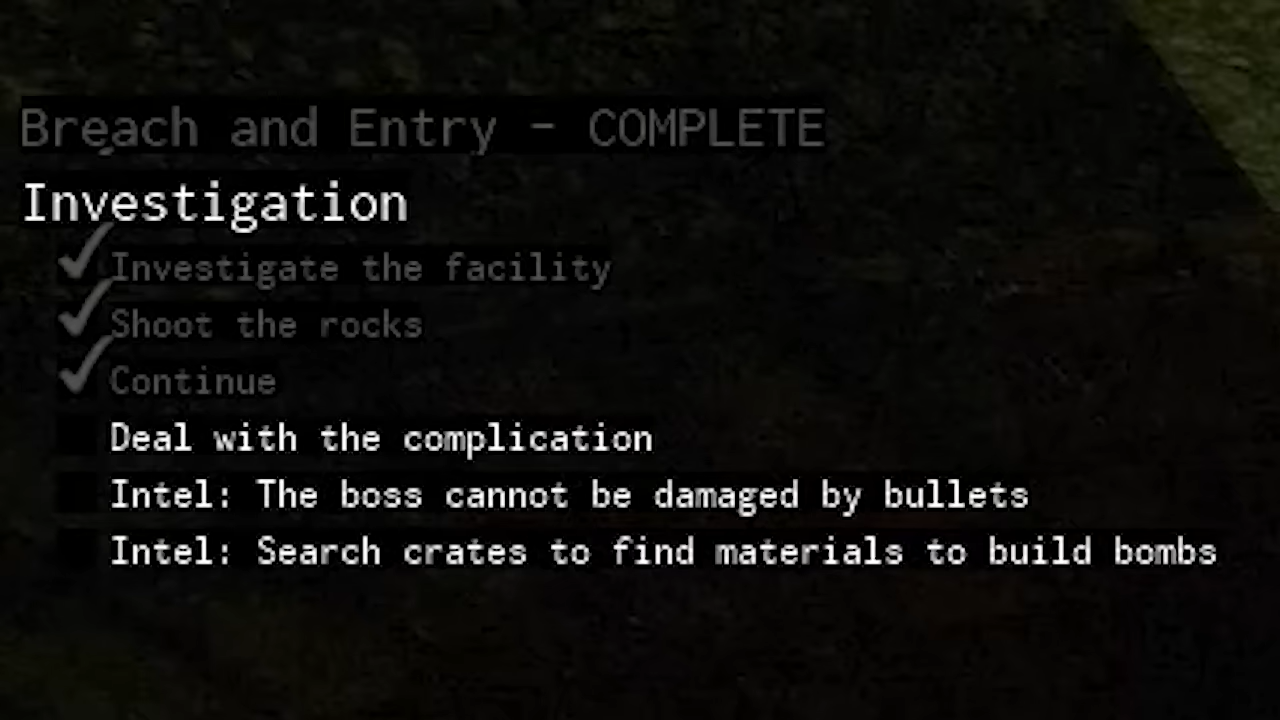 Breach and Entry - COMPLETE
Investigation
Investigate the facility
Shoot the rocks
Continue
Deal with the complication
Intel: The boss cannot be damaged by bullets
Intel: Search crates to find materials to build bombs